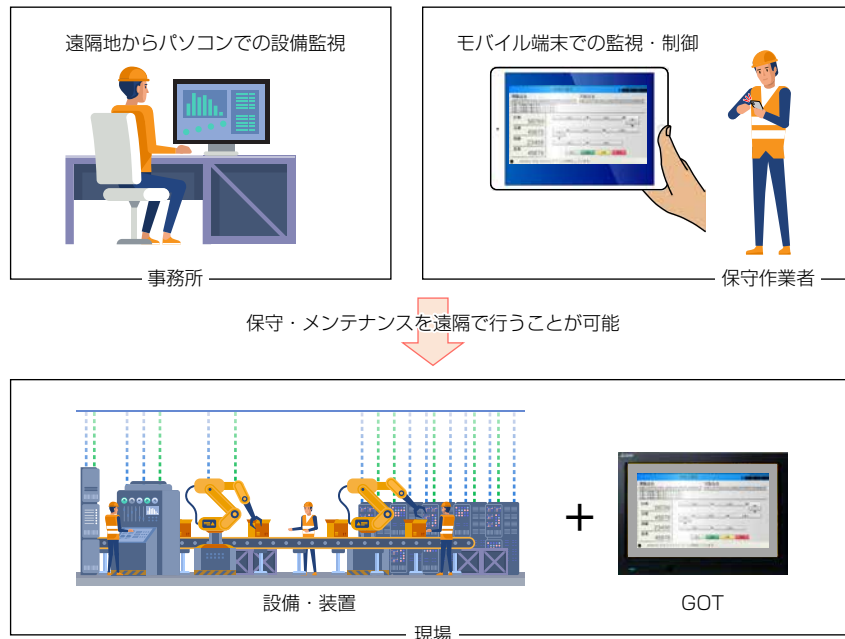 遠隔地からパソコンでの設備監視
モバイル端末での監視・制御
事務所
保守作業者
保守・メンテナンスを遠隔で行うことが可能
設備・装置
+
GOT
現場